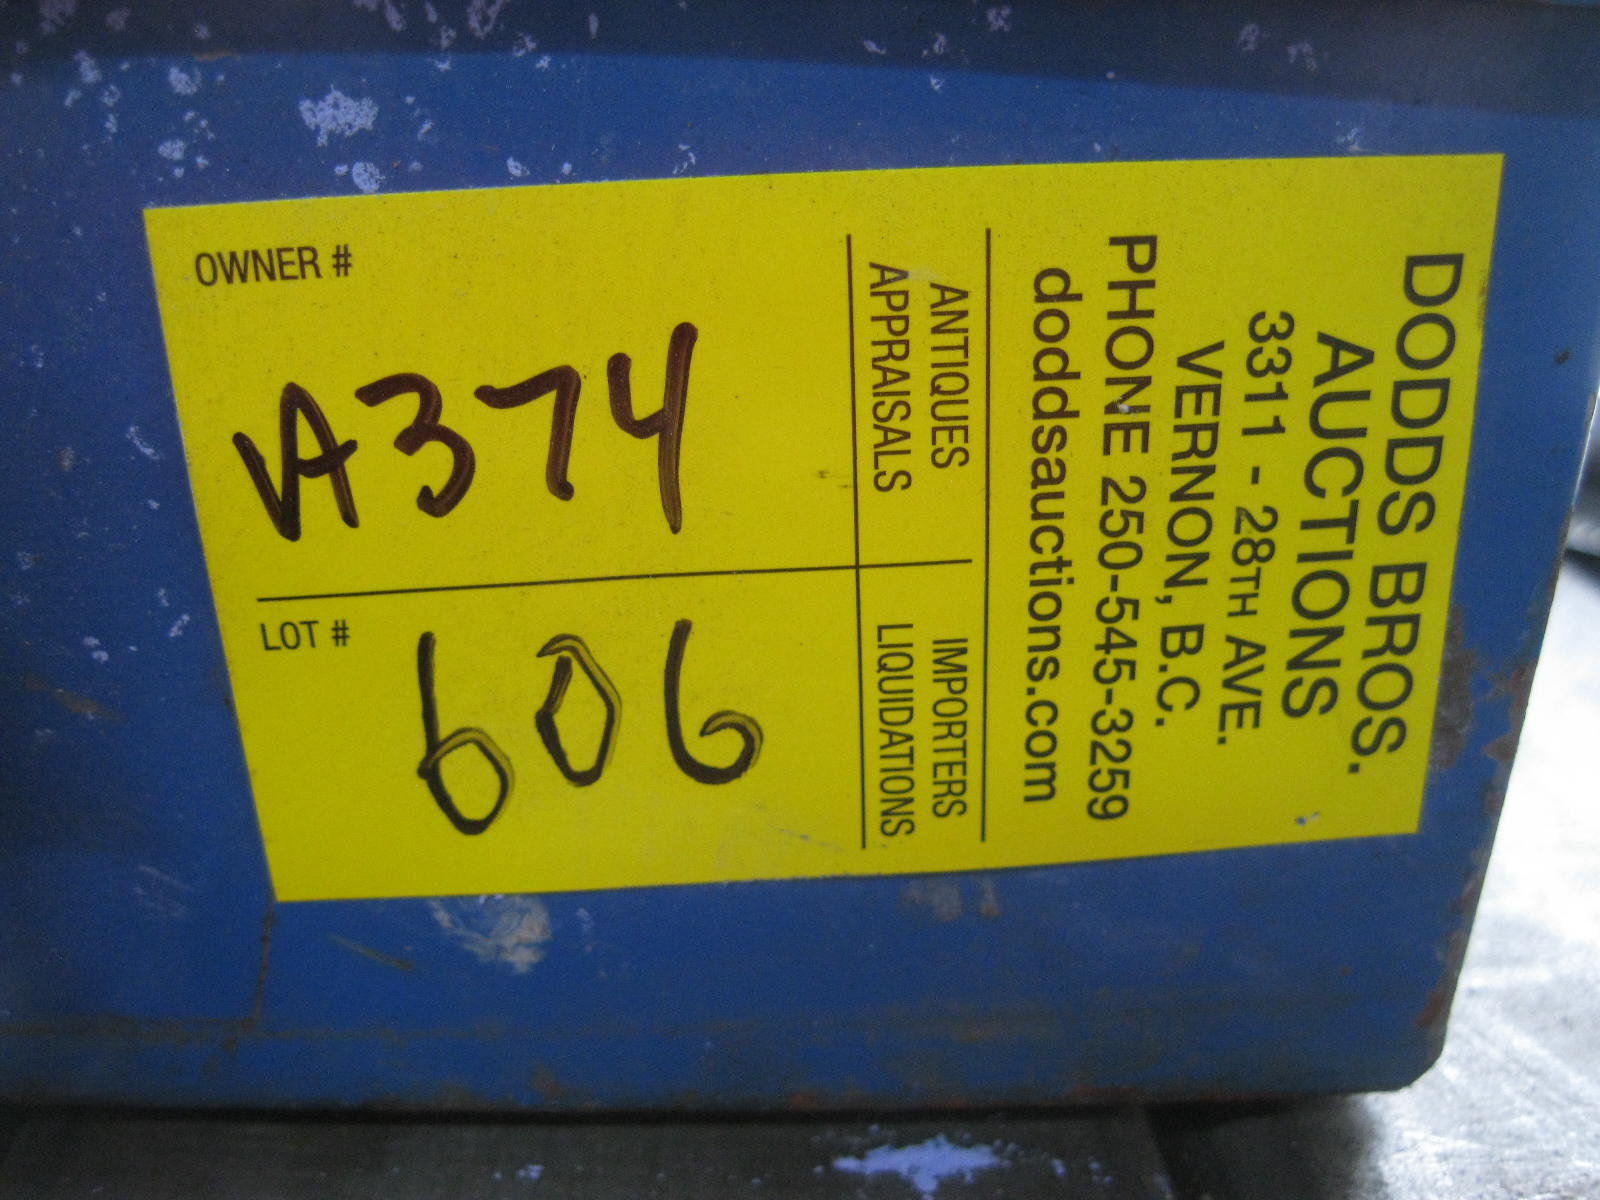 DODDS BROS.
AUCTIONS
3311 - 28TH AVE.
VERNON, B.C.
PHONE 250-545-3259
doddsauctions.com
ANTIQUES IMPORTERS
APPRAISALS LIQUIDATIONS
OWNER #
A374
LOT #
606